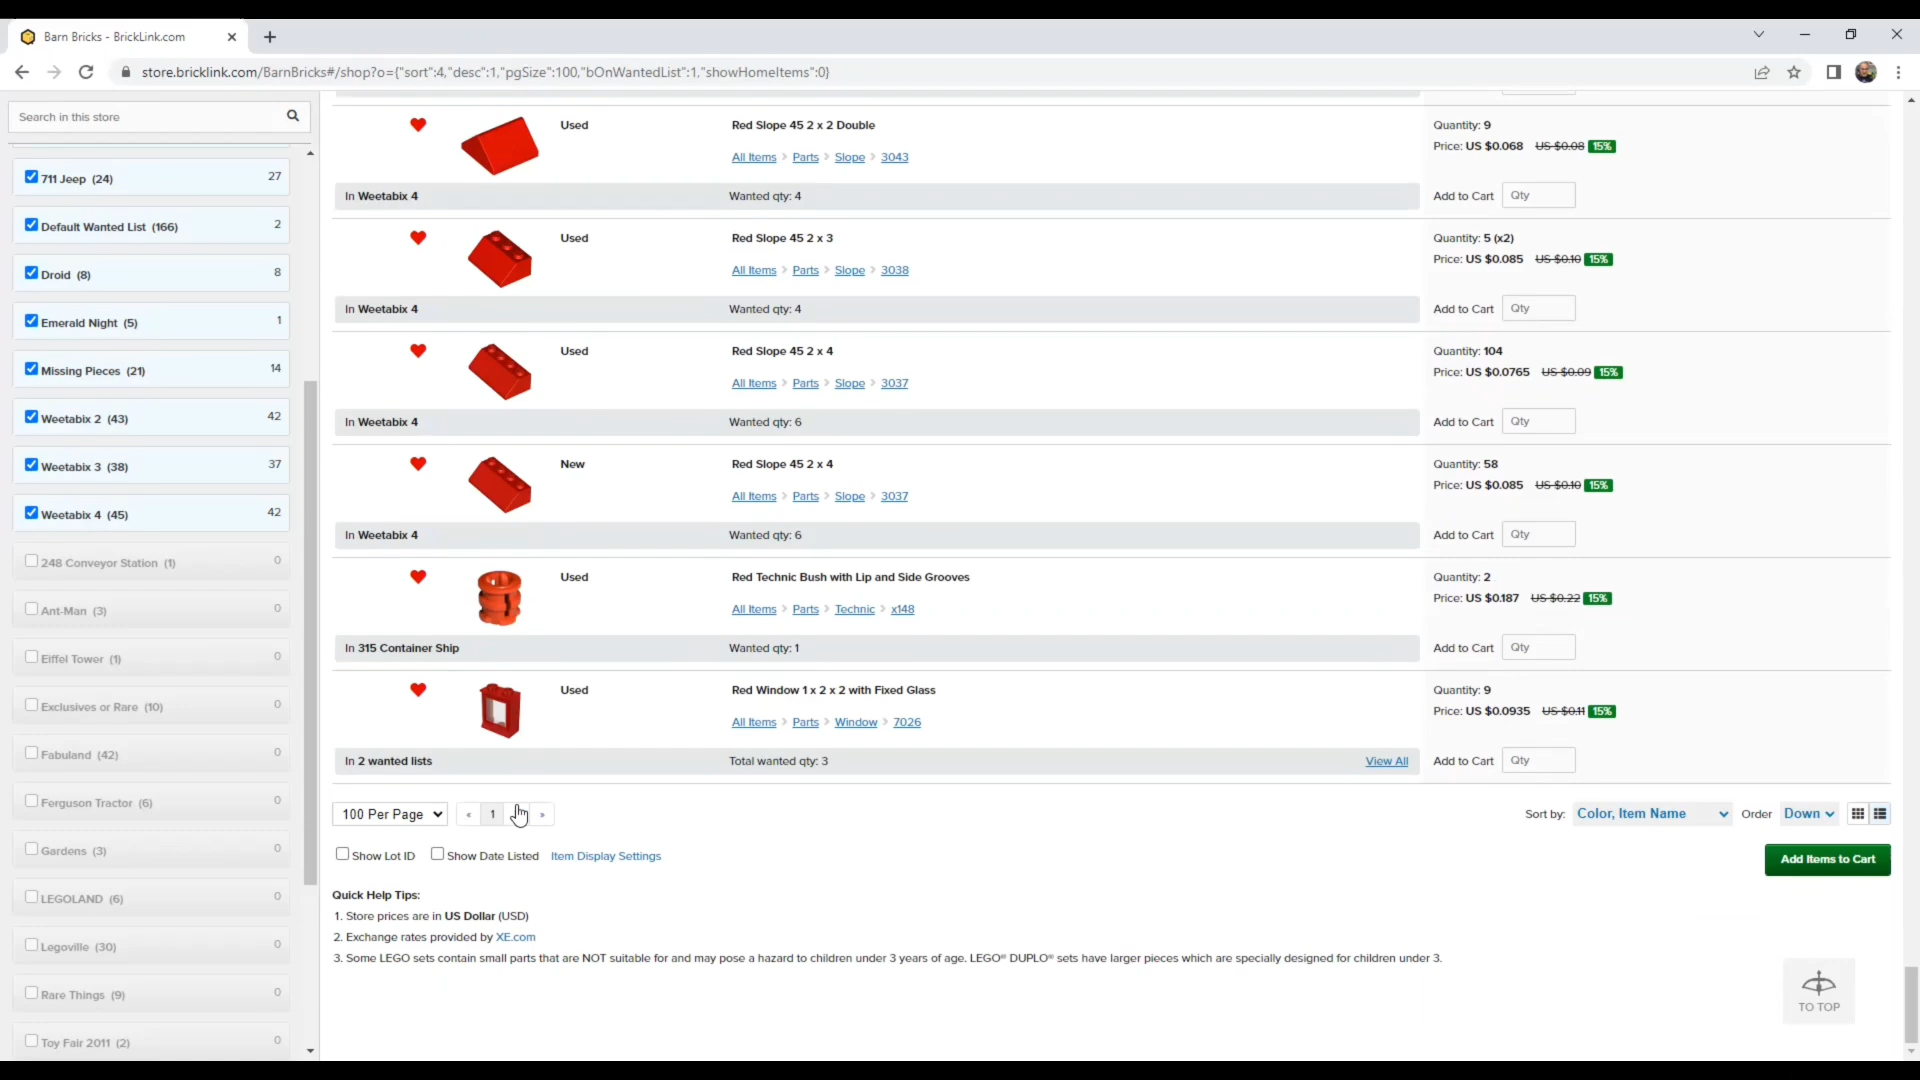 Barn Bricks - BrickLink.com
store.bricklink.com/BarnBricks#/shop?o={"sort":4,"desc":1,"pgSize":100,"bOnWantedList":1,"showHomeItems":0}
Search in this store
711 Jeep (24) 27
Default Wanted List (166) 2
Droid (8) 8
Emerald Night (5) 1
Missing Pieces (21) 14
Weetabix 2 (43) 42
Weetabix 3 (38) 37
Weetabix 4 (45) 42
248 Conveyor Station (1) 0
Ant-Man (3) 0
Eiffel Tower (1) 0
Exclusives or Rare (10) 0
Fabuland (42) 0
Ferguson Tractor (6) 0
Gardens (3) 0
LEGOLAND (6) 0
Legoville (30) 0
Rare Things (9) 0
Toy Fair 2011 (2) 0
Used Red Slope 45 2 x 2 Double Quantity: 9
Price: US $0.068 US $0.08 15%
All Items > Parts > Slope > 3043
In Weetabix 4 Wanted qty: 4 Add to Cart Qty
Used Red Slope 45 2 x 3 Quantity: 5 (x2)
Price: US $0.085 US $0.10 15%
All Items > Parts > Slope > 3038
In Weetabix 4 Wanted qty: 4 Add to Cart Qty
Used Red Slope 45 2 x 4 Quantity: 104
Price: US $0.0765 US $0.09 15%
All Items > Parts > Slope > 3037
In Weetabix 4 Wanted qty: 6 Add to Cart Qty
New Red Slope 45 2 x 4 Quantity: 58
Price: US $0.085 US $0.10 15%
All Items > Parts > Slope > 3037
In Weetabix 4 Wanted qty: 6 Add to Cart Qty
Used Red Technic Bush with Lip and Side Grooves Quantity: 2
Price: US $0.187 US $0.22 15%
All Items > Parts > Technic > x148
In 315 Container Ship Wanted qty: 1 Add to Cart Qty
Used Red Window 1 x 2 x 2 with Fixed Glass Quantity: 9
Price: US $0.0935 US $0.11 15%
All Items > Parts > Window > 7026
In 2 wanted lists Total wanted qty: 3 View All Add to Cart Qty
100 Per Page « 1 » Sort by: Color, Item Name Order Down
Show Lot ID Show Date Listed Item Display Settings
Add Items to Cart
Quick Help Tips:
1. Store prices are in US Dollar (USD)
2. Exchange rates provided by XE.com
3. Some LEGO sets contain small parts that are NOT suitable for and may pose a hazard to children under 3 years of age. LEGO® DUPLO® sets have larger pieces which are specially designed for children under 3.
TO TOP